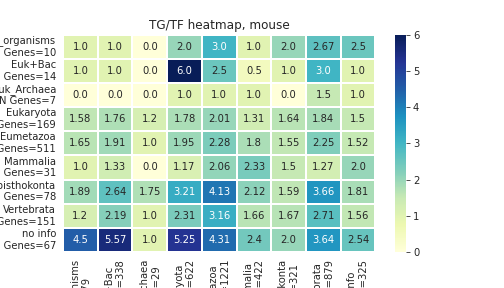 TG/TF heatmap, mouse
_organisms
Genes=10
1.0 1.0 0.0 2.0 3.0 1.0 2.0 2.67 2.5
Euk+Bac
Genes=14
1.0 1.0 0.0 6.0 2.5 0.5 1.0 3.0 1.0
uk_Archaea
N Genes=7
0.0 0.0 0.0 1.0 1.0 1.0 0.0 1.5 1.0
Eukaryota
Genes=169
1.58 1.76 1.2 1.78 2.01 1.31 1.64 1.84 1.5
Eumetazoa
Genes=511
1.65 1.91 1.0 1.95 2.28 1.8 1.55 2.25 1.52
Mammalia
Genes=31
1.0 1.33 0.0 1.17 2.06 2.33 1.5 1.27 2.0
pisthokonta
Genes=78
1.89 2.64 1.75 3.21 4.13 2.12 1.59 3.66 1.81
Vertebrata
Genes=151
1.2 2.19 1.0 2.31 3.16 1.66 1.67 2.71 1.56
no info
Genes=67
4.5 5.57 1.0 5.25 4.31 2.4 2.0 3.64 2.54
6
5
4
3
2
1
0
nisms
79
-Bac
=338
chaea
=29
yota
=622
azoa
=1221
malia
=422
konta
=321
brata
=879
nfo
=325